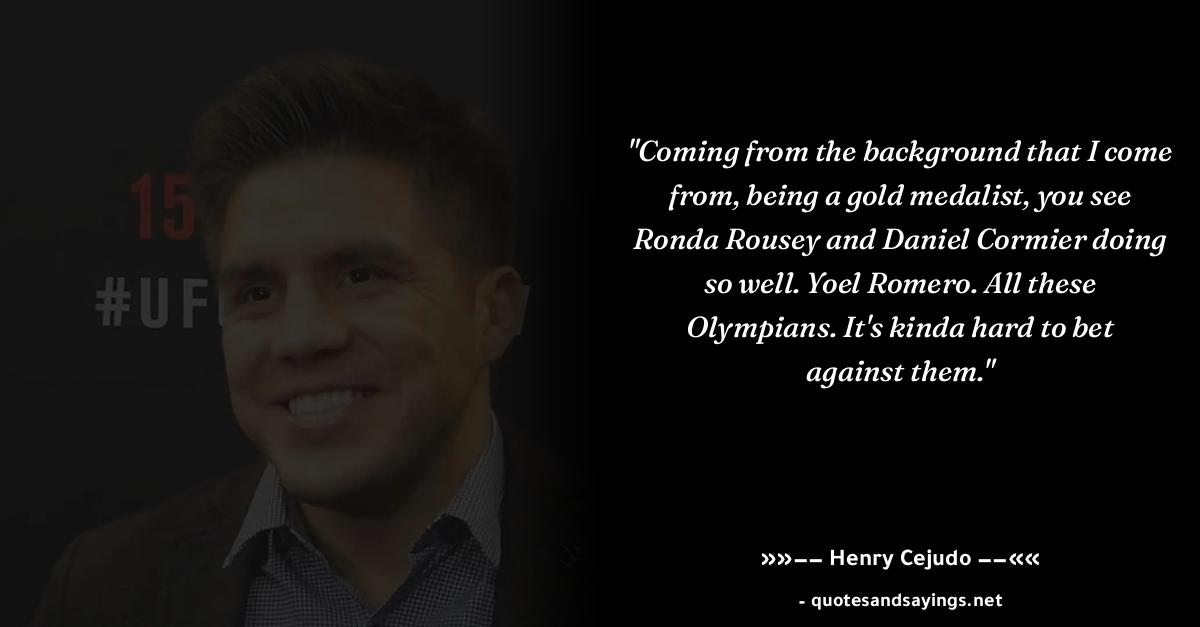 15
#UF
"Coming from the background that I come
from, being a gold medalist, you see
Ronda Rousey and Daniel Cormier doing
so well. Yoel Romero. All these
Olympians. It's kinda hard to bet
against them."
»»−− Henry Cejudo −−««
- quotesandsayings.net